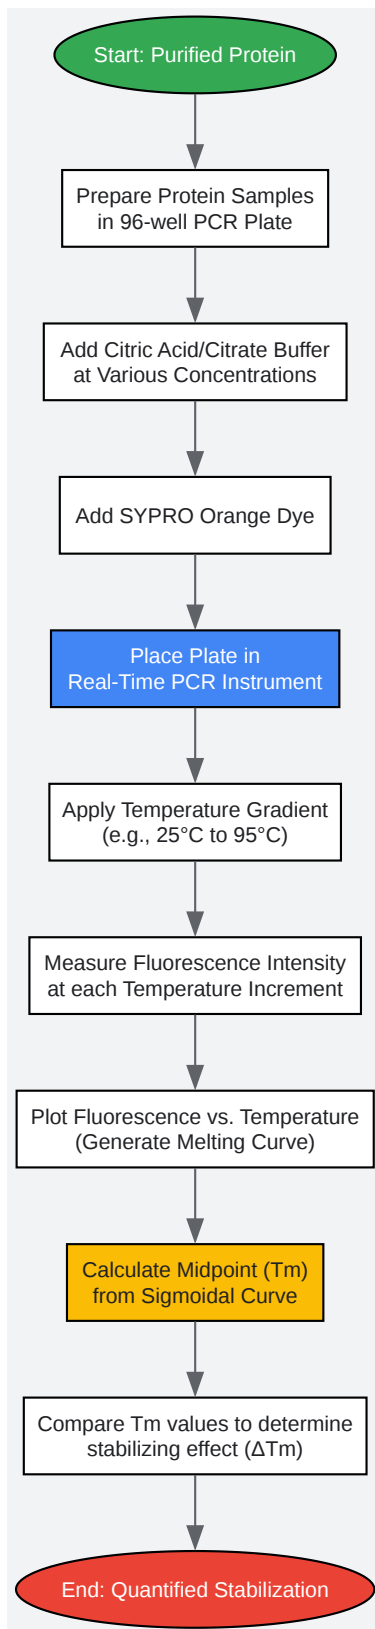 Start: Purified Protein
Prepare Protein Samples
in 96-well PCR Plate
Add Citric Acid/Citrate Buffer
at Various Concentrations
Add SYPRO Orange Dye
Place Plate in
Real-Time PCR Instrument
Apply Temperature Gradient
(e.g., 25°C to 95°C)
Measure Fluorescence Intensity
at each Temperature Increment
Plot Fluorescence vs. Temperature
(Generate Melting Curve)
Calculate Midpoint (Tm)
from Sigmoidal Curve
Compare Tm values to determine
stabilizing effect (ΔTm)
End: Quantified Stabilization